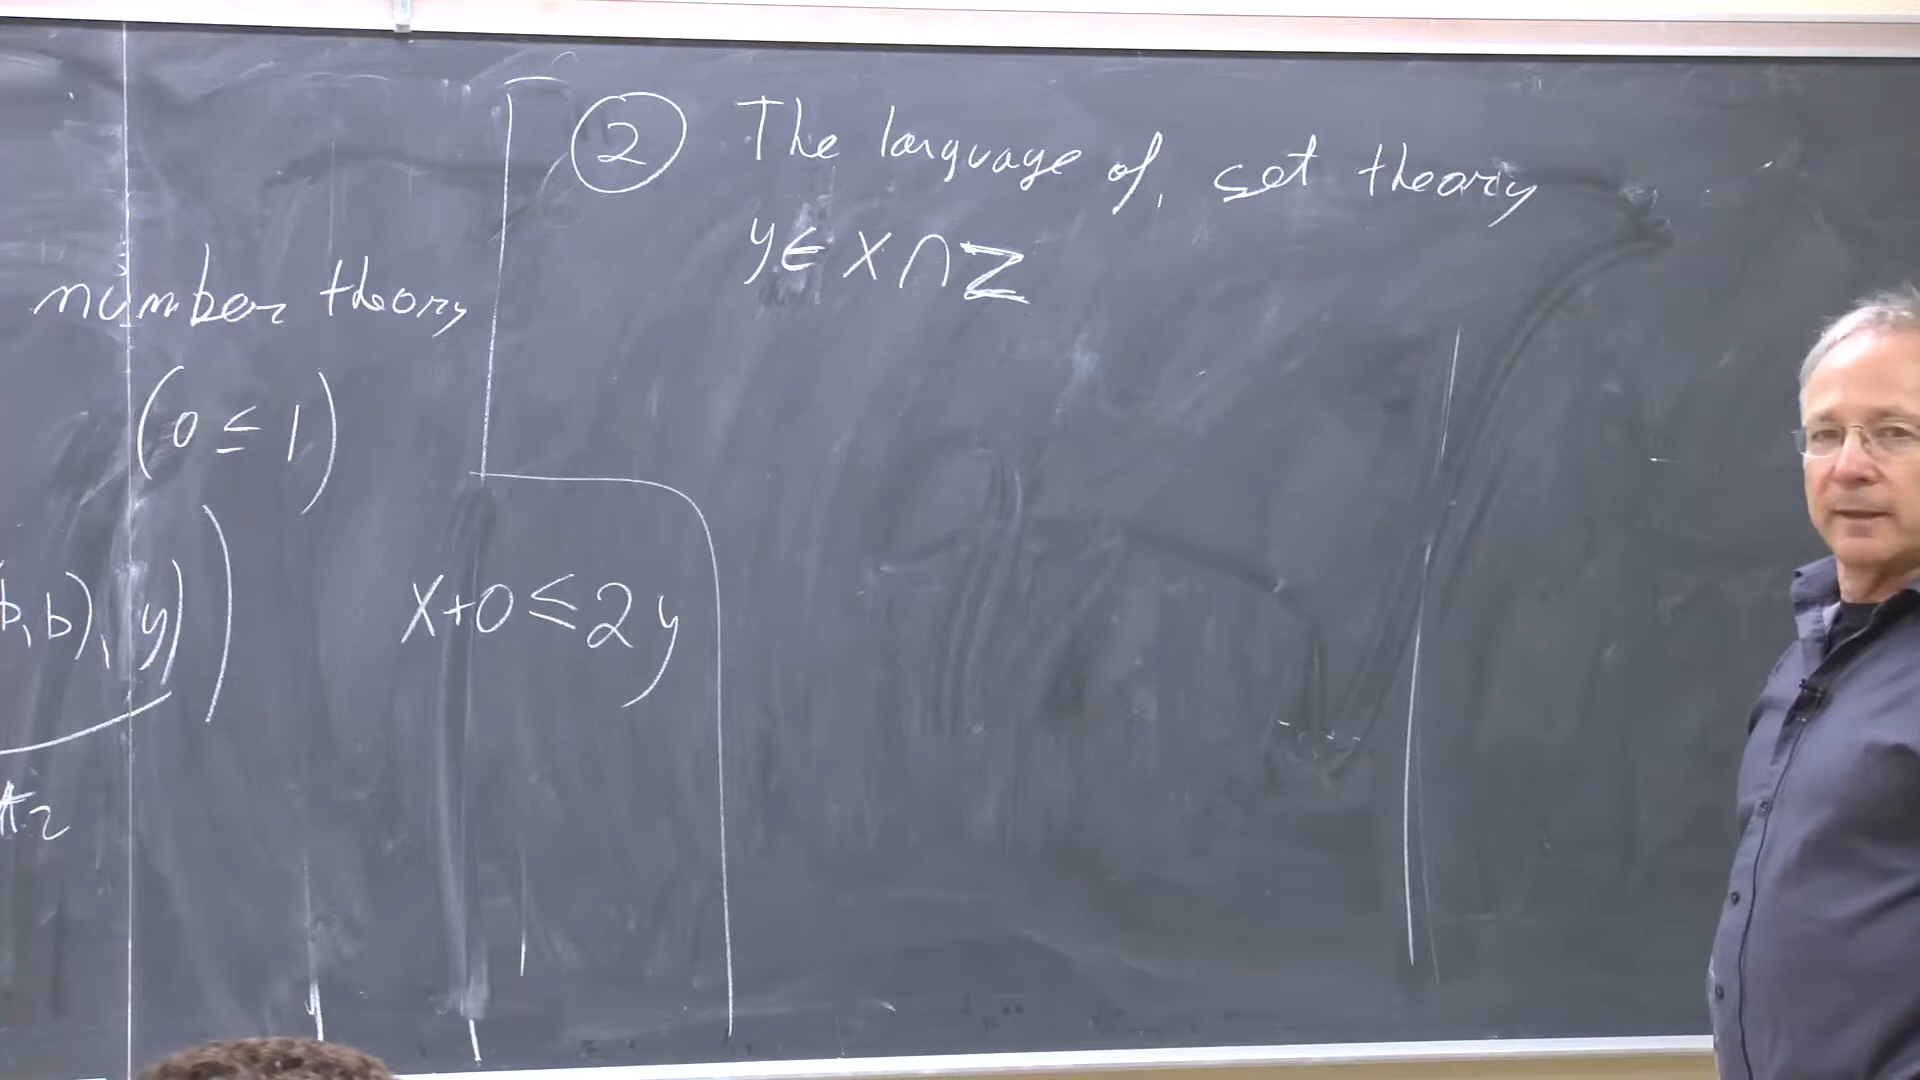 number theory
(0 ≤ 1)
b, b), y))
x+0 ≤ 2y
② The language of set theory
y ∈ x ∩ z